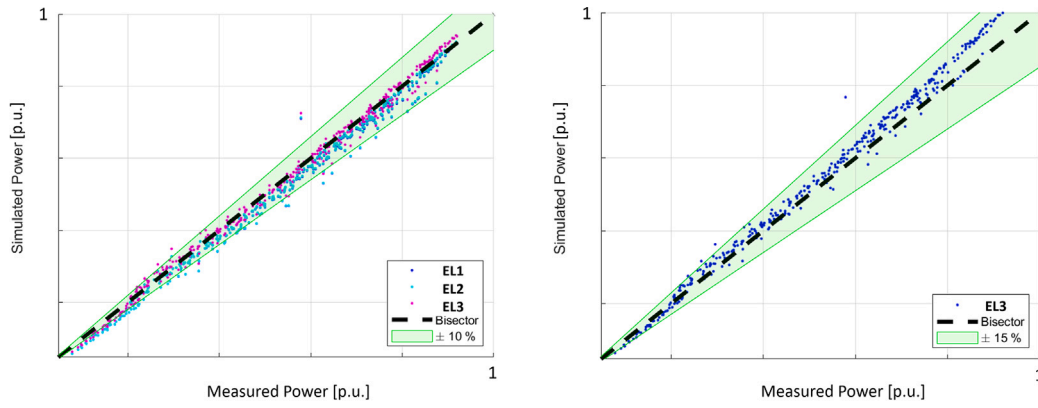 1
Simulated Power [p.u.]
EL1
EL2
EL3
Bisector
± 10 %
1
Measured Power [p.u.]
1
Simulated Power [p.u.]
EL3
Bisector
± 15 %
1
Measured Power [p.u.]